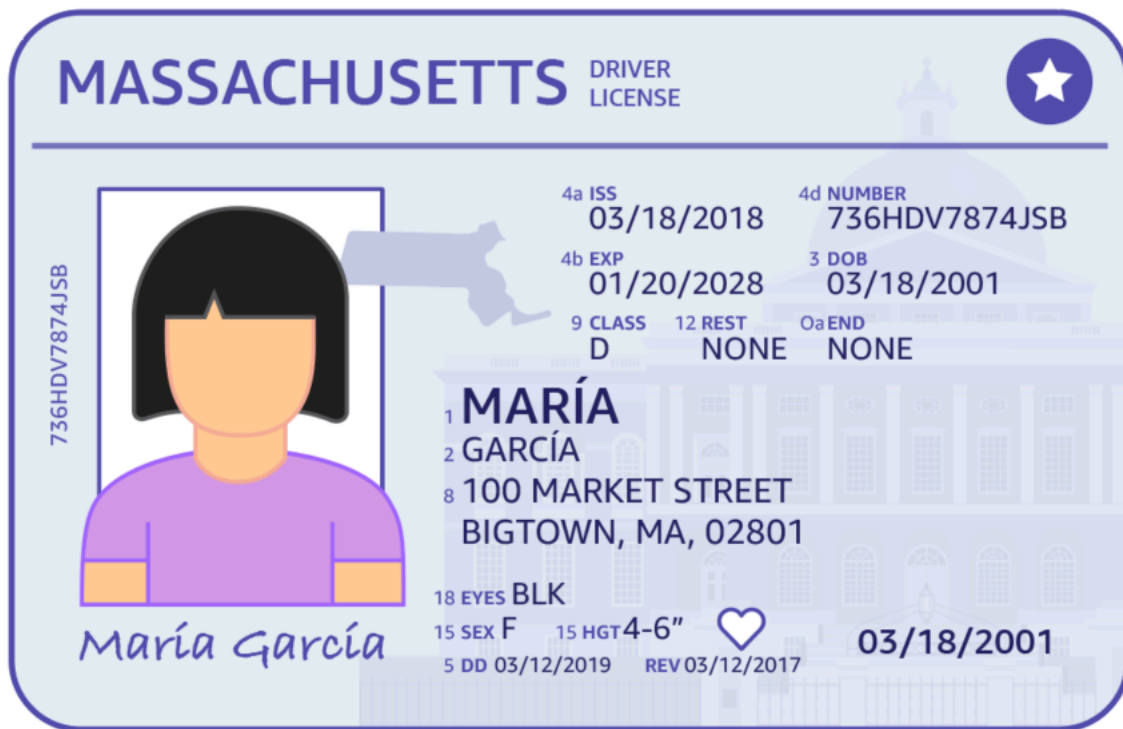 MASSACHUSETTS DRIVER LICENSE
736HDV7874JSB
4a ISS 03/18/2018
4d NUMBER 736HDV7874JSB
4b EXP 01/20/2028
3 DOB 03/18/2001
9 CLASS D
12 REST NONE
OaEND NONE
1 MARÍA
2 GARCÍA
8 100 MARKET STREET
BIGTOWN, MA, 02801
18 EYES BLK
15 SEX F 15 HGT 4-6"
03/18/2001
5 DD 03/12/2019 REV 03/12/2017
María García